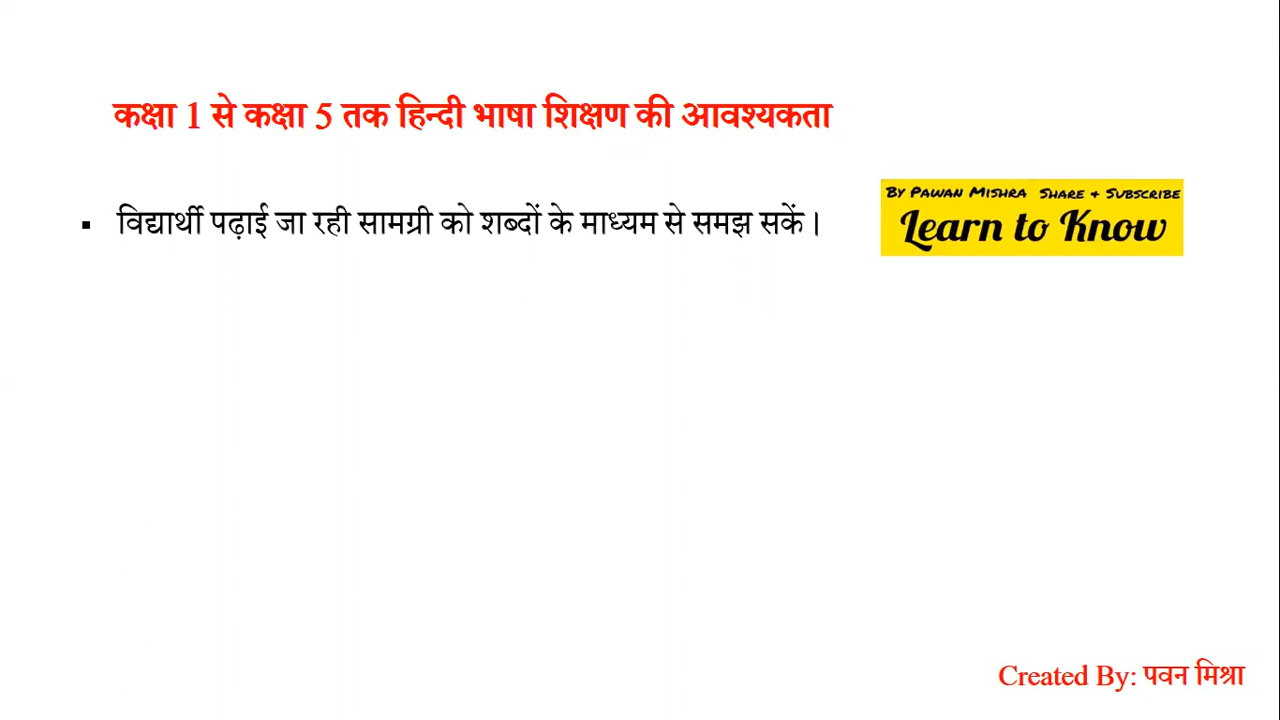 कक्षा 1 से कक्षा 5 तक हिन्दी भाषा शिक्षण की आवश्यकता
▪ विद्यार्थी पढ़ाई जा रही सामग्री को शब्दों के माध्यम से समझ सकें।
By Pawan Mishra Share & Subscribe
Learn to Know
Created By: पवन मिश्रा